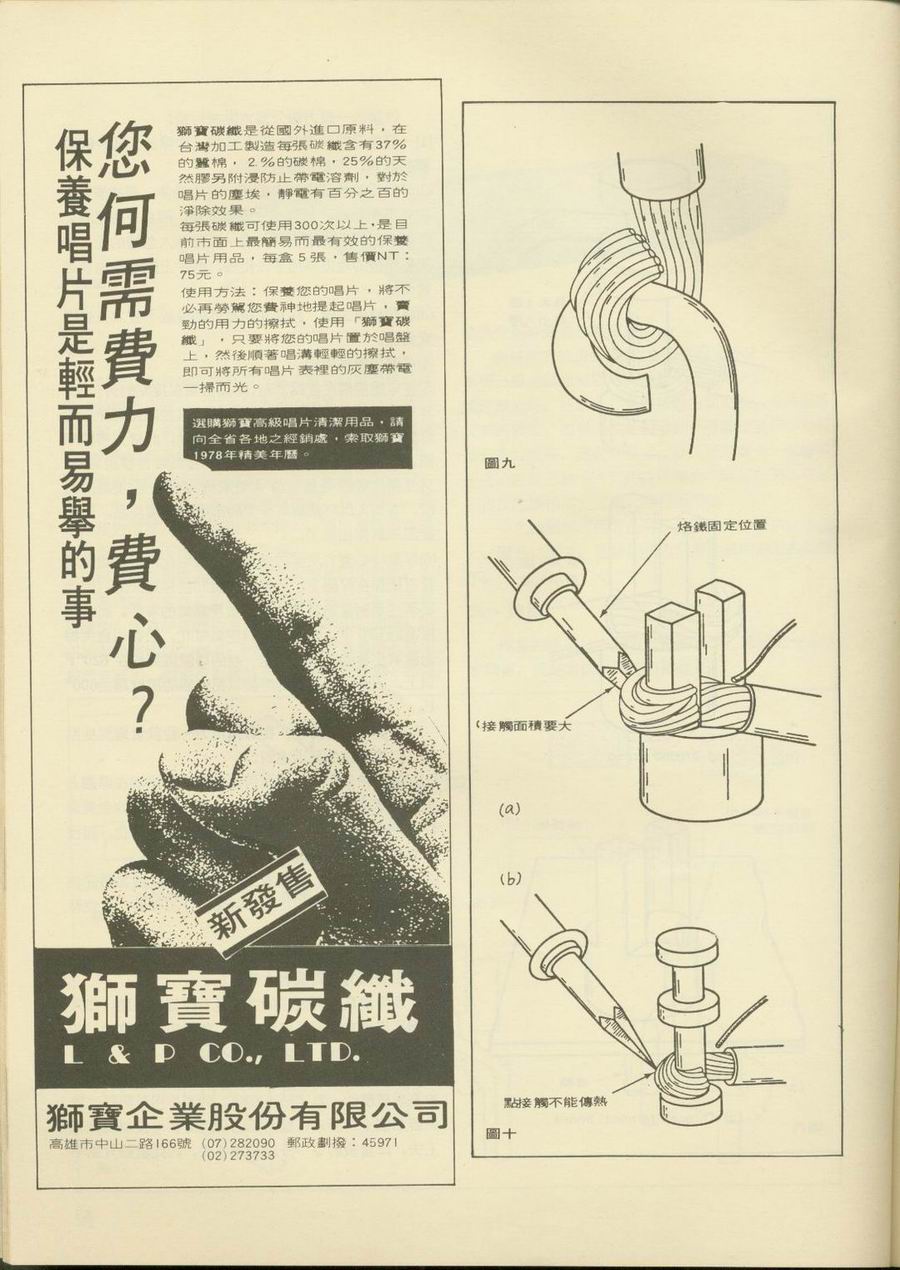 您何需費力，費心？
保養唱片是輕而易擧的事
獅寶碳纖是從國外進口原料，在
台灣加工製造每張碳纖含有37%
的蠶棉，2.%的碳棉，25%的天
然膠另附浸防止帶電溶劑，對於
唱片的塵埃，靜電有百分之百的
淨除效果。
每張碳纖可使用300次以上，是目
前市面上最簡易而最有效的保養
唱片用品，每盒5張，售價NT：
75元。
使用方法：保養您的唱片，將不
必再勞駕您費神地提起唱片，賣
勁的用力的擦拭，使用「獅寶碳
纖」，只要將您的唱片置於唱盤
上，然後順著唱溝輕輕的擦拭，
即可將所有唱片表裡的灰塵帶電
一掃而光。
選購獅寶高級唱片清潔用品，請
向全省各地之經銷處，索取獅寶
1978年精美年曆。
新發售
獅寶碳纖
L & P CO., LTD.
獅寶企業股份有限公司
高雄市中山二路166號 (07)282090 郵政劃撥：45971
(02)273733
圖九
烙鐵固定位置
接觸面積要大
(a)
(b)
點接觸不能傳熱
圖十